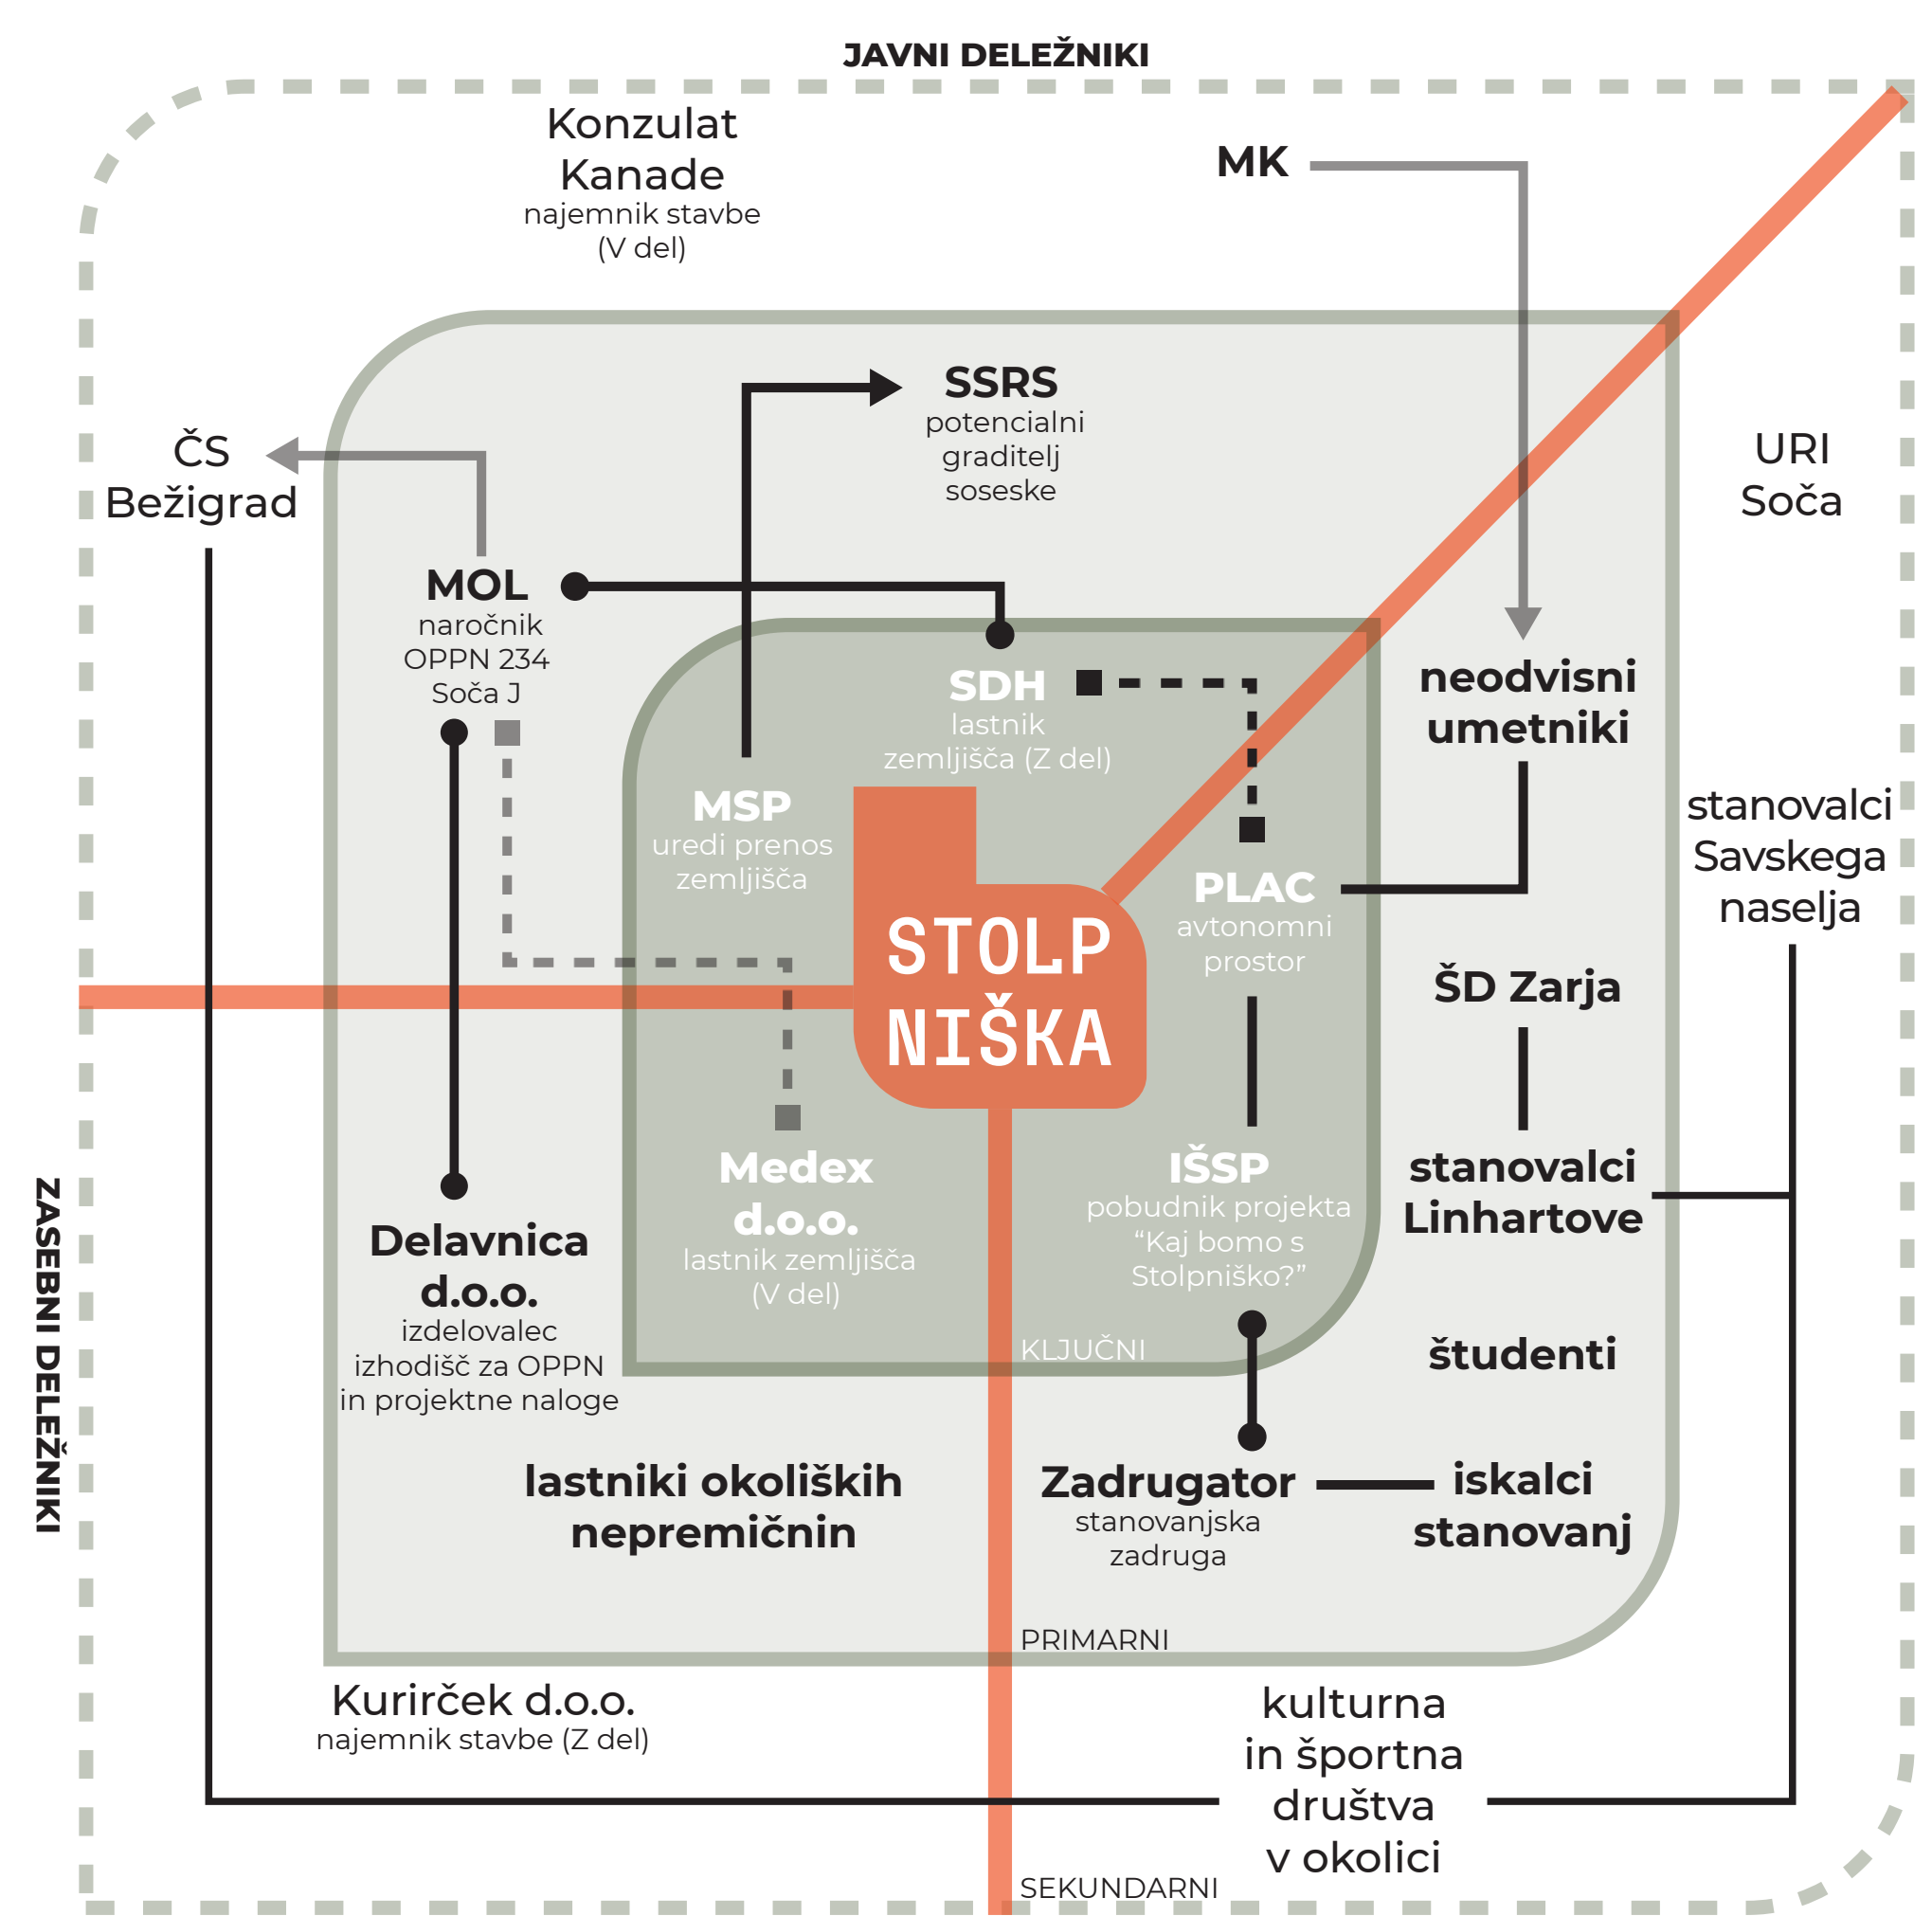 JAVNI DELEŽNIKI
Konzulat
Kanade
najemnik stavbe
(V del)
MK
SSRS
potencialni
graditelj
soseske
ČS
Bežigrad
URI
Soča
MOL
naročnik
OPPN 234
Soča J
SDH
lastnik
zemljišča (Z del)
neodvisni
umetniki
MSP
uredi prenos
zemljišča
stanovalci
Savskega
naselja
PLAC
avtonomni
prostor
STOLP
NIŠKA
ŠD Zarja
Medex
d.o.o.
lastnik zemljišča
(V del)
IŠSP
pobudnik projekta
“Kaj bomo s
Stolpniško?”
stanovalci
Linhartove
ZASEBNI DELEŽNIKI
Delavnica
d.o.o.
izdelovalec
izhodišč za OPPN
in projektne naloge
KLJUČNI
študenti
lastniki okoliških
nepremičnin
Zadrugator
stanovanjska
zadruga
iskalci
stanovanj
PRIMARNI
Kurirček d.o.o.
najemnik stavbe (Z del)
kulturna
in športna
društva
v okolici
SEKUNDARNI